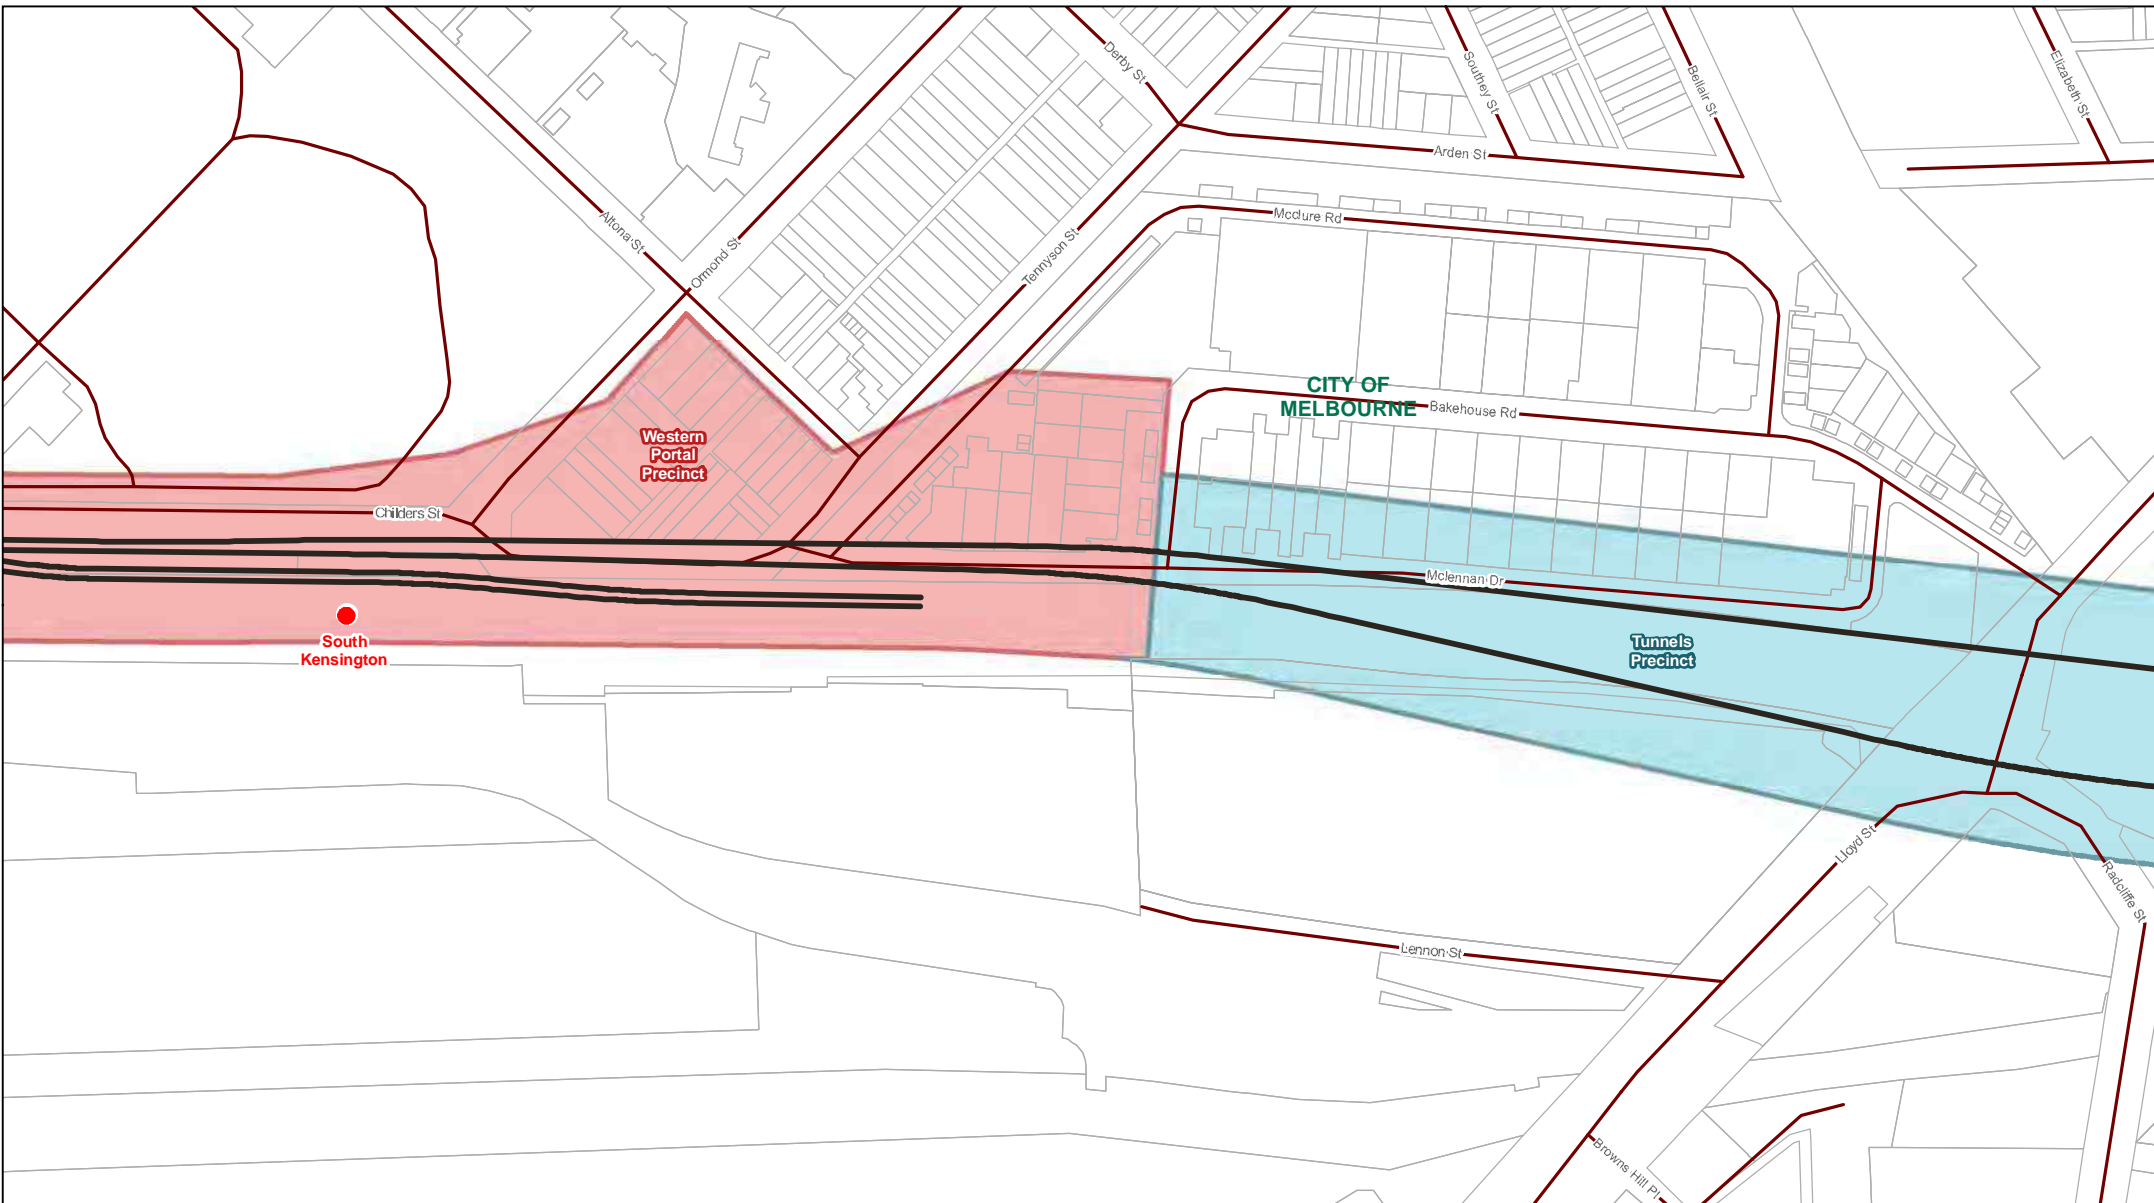 Derby St
Southey St
Bellair St
Elizabeth St
Arden St
Mcclure Rd
Altona St
Ormond St
Tennyson St
CITY OF
MELBOURNE
Bakehouse Rd
Western
Portal
Precinct
Childers St
Mclennan Dr
South
Kensington
Tunnels
Precinct
Lloyd St
Radcliffe St
Lennon St
Browns Hill Pl